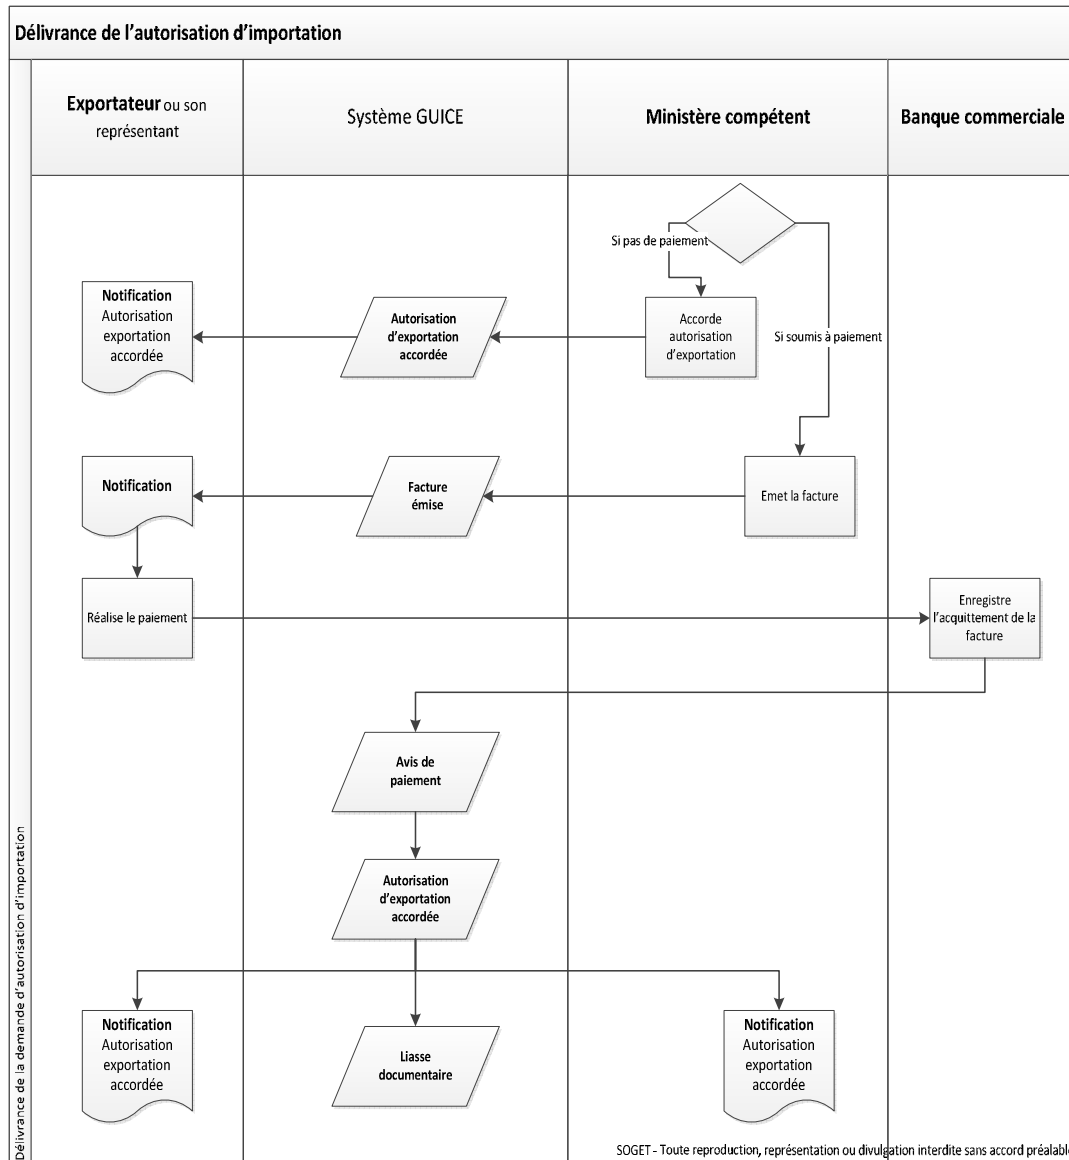 Délivrance de l’autorisation d’importation
Exportateur ou son
représentant
Système GUICE
Ministère compétent
Banque commerciale
Si pas de paiement
Notification
Autorisation
exportation
accordée
Autorisation
d’exportation
accordée
Accorde
autorisation
d’exportation
Si soumis à paiement
Notification
Facture
émise
Emet la facture
Réalise le paiement
Enregistre
l’acquittement de la
facture
Avis de
paiement
Autorisation
d’exportation
accordée
Notification
Autorisation
exportation
accordée
Liasse
documentaire
Notification
Autorisation
exportation
accordée
Délivrance de la demande d’autorisation d’importation
SOGET - Toute reproduction, représentation ou divulgation interdite sans accord préalable